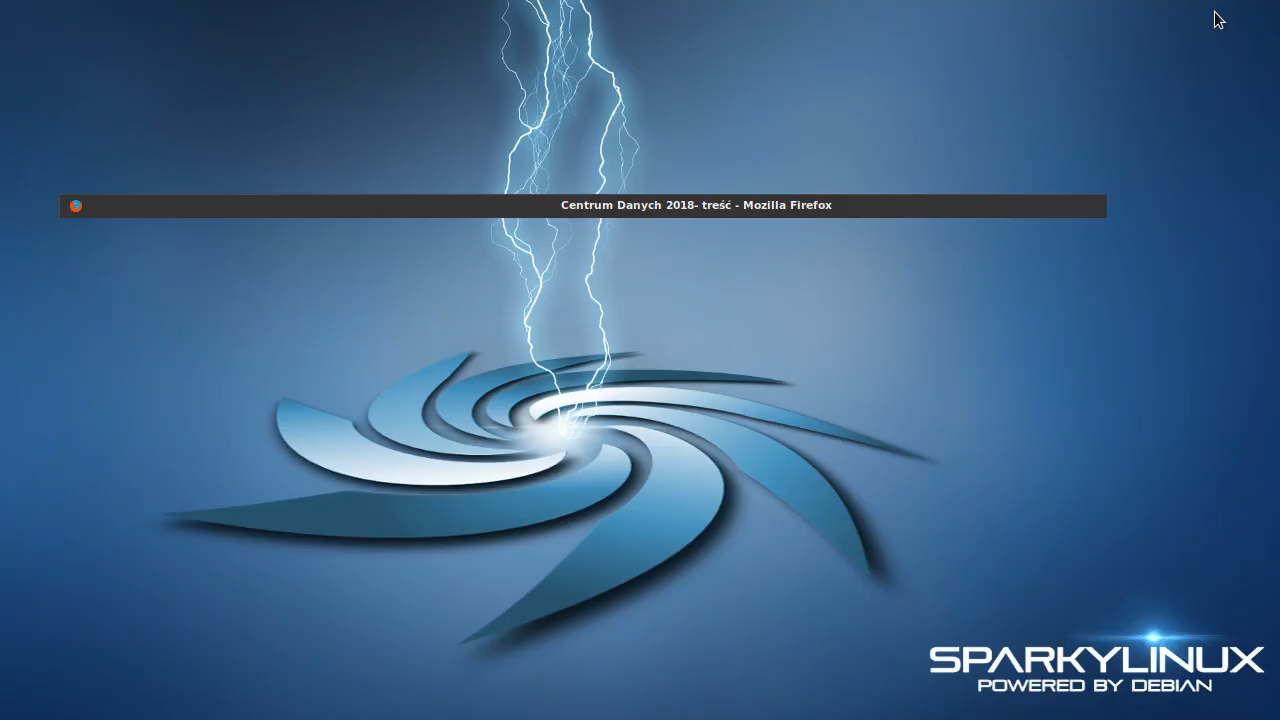 Centrum Danych 2018- treść - Mozilla Firefox
SPARKYLINUX
POWERED BY DEBIAN